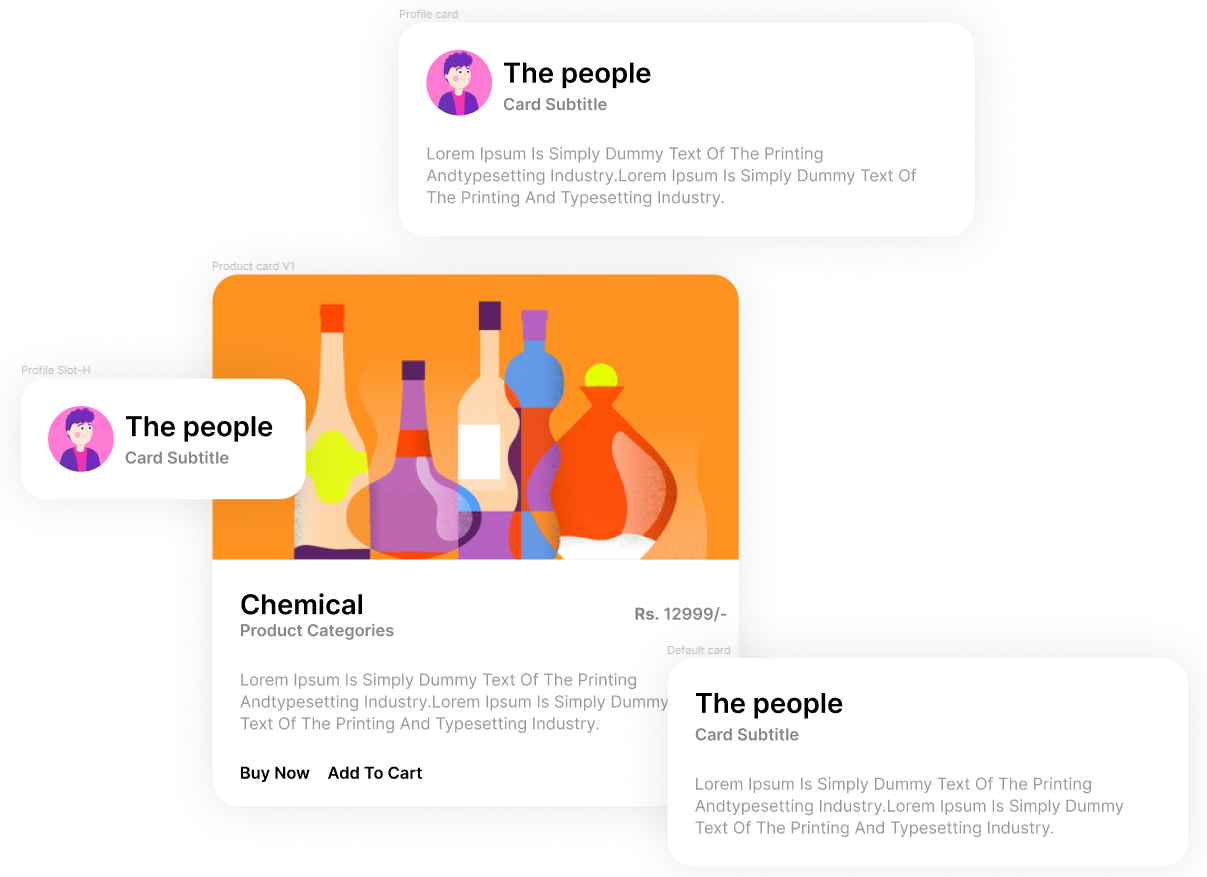 Profile card
The people
Card Subtitle
Lorem Ipsum Is Simply Dummy Text Of The Printing
Andtypesetting Industry.Lorem Ipsum Is Simply Dummy Text Of
The Printing And Typesetting Industry.
Product card V1
Profile Slot-H
The people
Card Subtitle
Chemical
Product Categories
Rs. 12999/-
Lorem Ipsum Is Simply Dummy Text Of The Printing
Andtypesetting Industry.Lorem Ipsum Is Simply Dummy
Text Of The Printing And Typesetting Industry.
Buy Now Add To Cart
Default card
The people
Card Subtitle
Lorem Ipsum Is Simply Dummy Text Of The Printing
Andtypesetting Industry.Lorem Ipsum Is Simply Dummy
Text Of The Printing And Typesetting Industry.